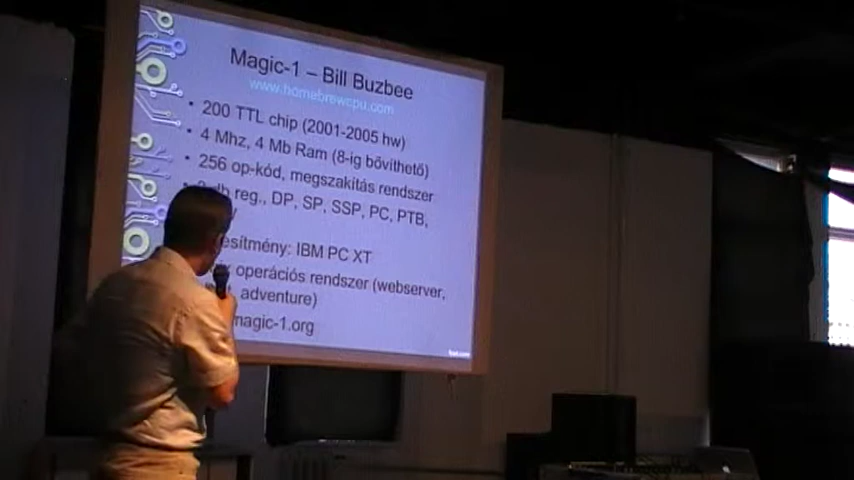 Magic-1 – Bill Buzbee
www.homebrewcpu.com
• 200 TTL chip (2001-2005 hw)
• 4 Mhz, 4 Mb Ram (8-ig bővíthető)
• 256 op-kód, megszakítás rendszer
reg., DP, SP, SSP, PC, PTB,
IBM PC XT
operációs rendszer (webserver,
adventure)
magic-1.org